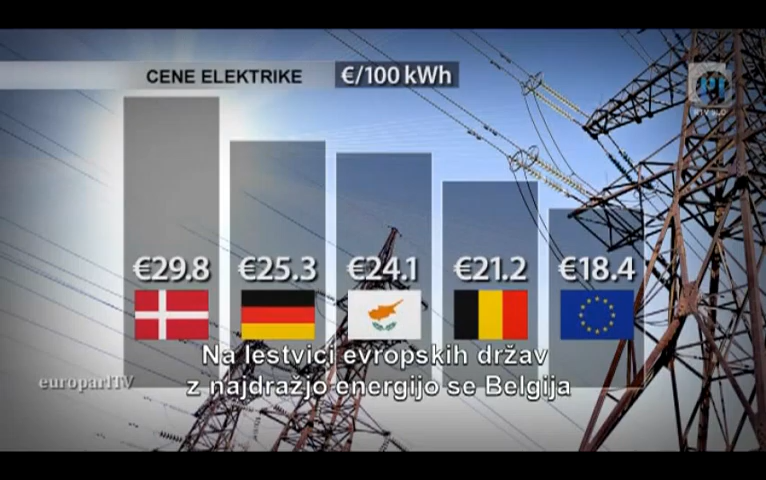 CENE ELEKTRIKE €/100 kWh
€29.8 €25.3 €24.1 €21.2 €18.4
Na lestvici evropskih držav
z najdražjo energijo se Belgija
europarlTV